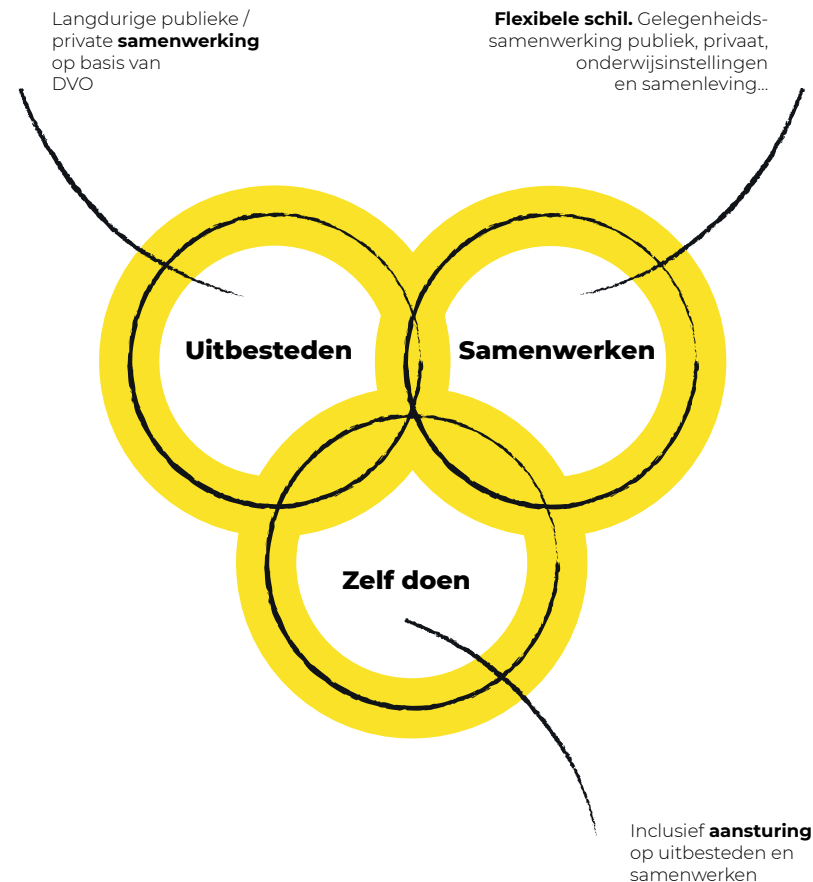 Langdurige publieke /
private samenwerking
op basis van
DVO
Flexibele schil. Gelegenheids-
samenwerking publiek, privaat,
onderwijsinstellingen
en samenleving...
Uitbesteden
Samenwerken
Zelf doen
Inclusief aansturing
op uitbesteden en
samenwerken